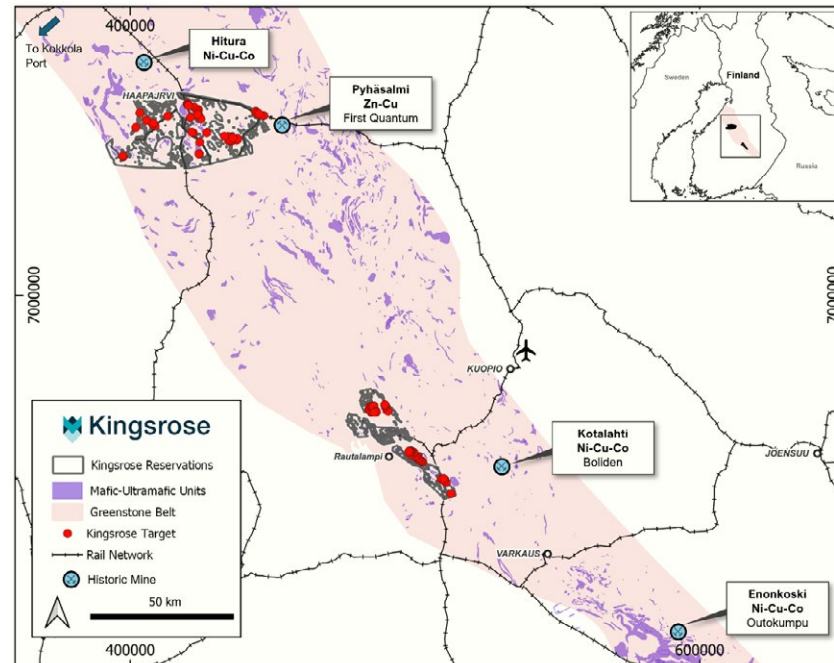 400000
To Kokkola
Port
Hitura
Ni-Cu-Co
HAAPAJRVI
Pyhäsalmi
Zn-Cu
First Quantum
Sweden
Finland
Russia
7000000
7000000
KUOPIO
Kotalahti
Ni-Cu-Co
Boliden
JOENSUU
Rautalampi
VARKAUS
Enonkoski
Ni-Cu-Co
Outokumpu
Kingsrose
Kingsrose Reservations
Mafic-Ultramafic Units
Greenstone Belt
Kingsrose Target
Rail Network
Historic Mine
50 km
400000
600000